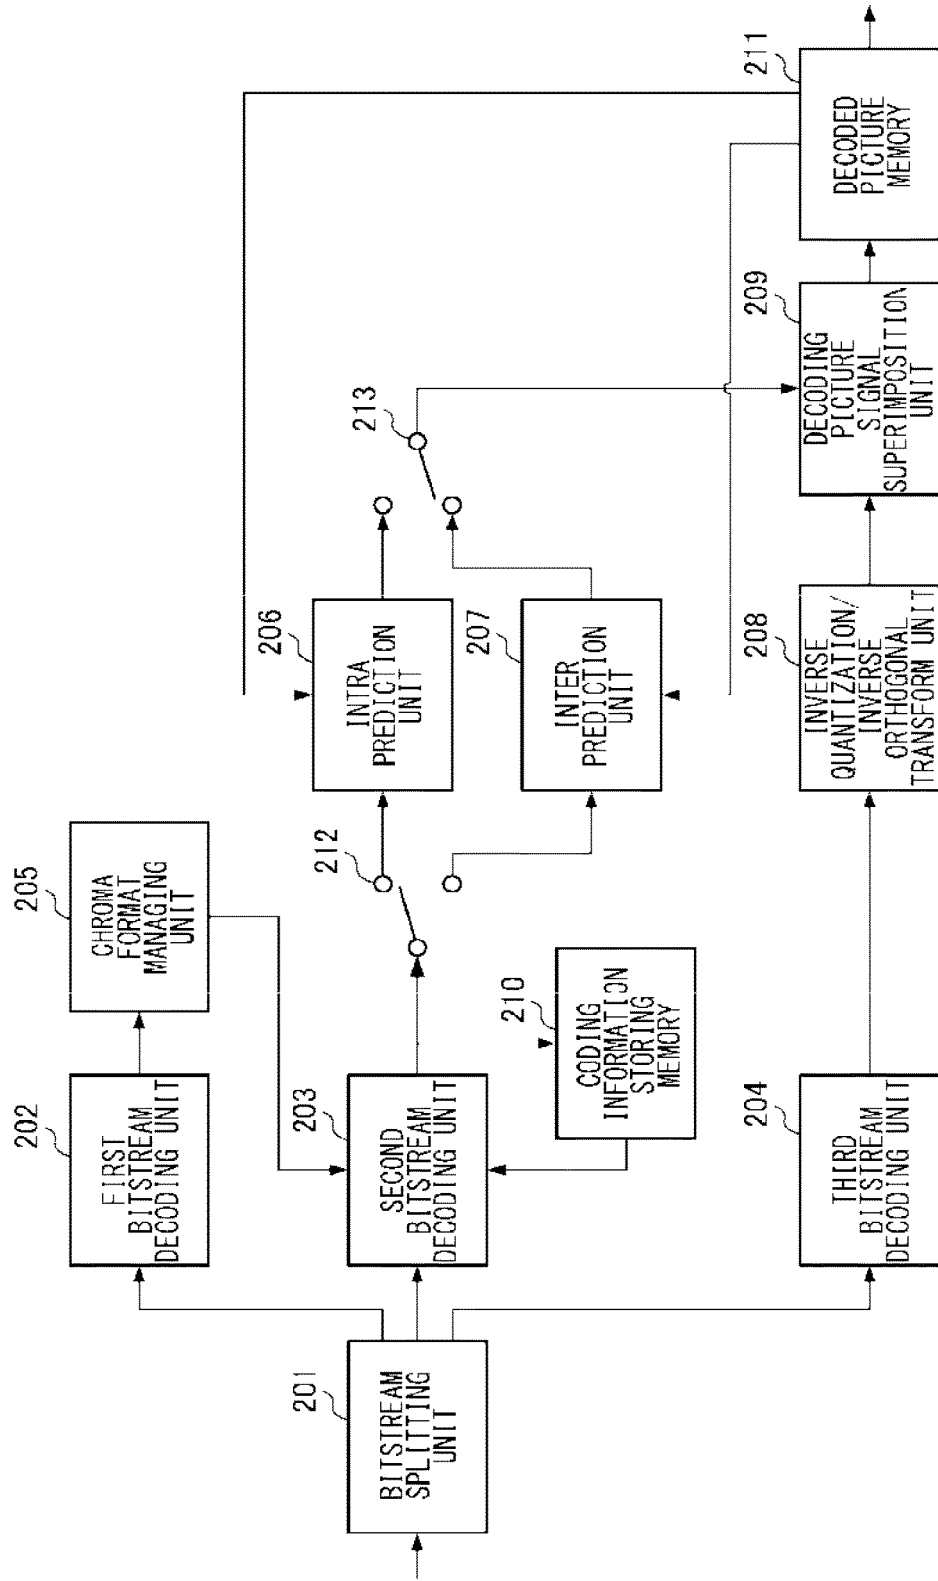 201
BITSTREAM
SPLITTING
UNIT
202
FIRST
BITSTREAM
DECODING UNIT
203
SECOND
BITSTREAM
DECODING UNIT
204
THIRD
BITSTREAM
DECODING UNIT
205
CHROMA
FORMAT
MANAGING
UNIT
210
CODING
INFORMATION
STORING
MEMORY
212
206
INTRA
PREDICTION
UNIT
207
INTER
PREDICTION
UNIT
208
INVERSE
QUANTIZATION/
INVERSE
ORTHOGONAL
TRANSFORM UNIT
213
209
DECODING
PICTURE
SIGNAL
SUPERIMPOSITION
UNIT
211
DECODED
PICTURE
MEMORY